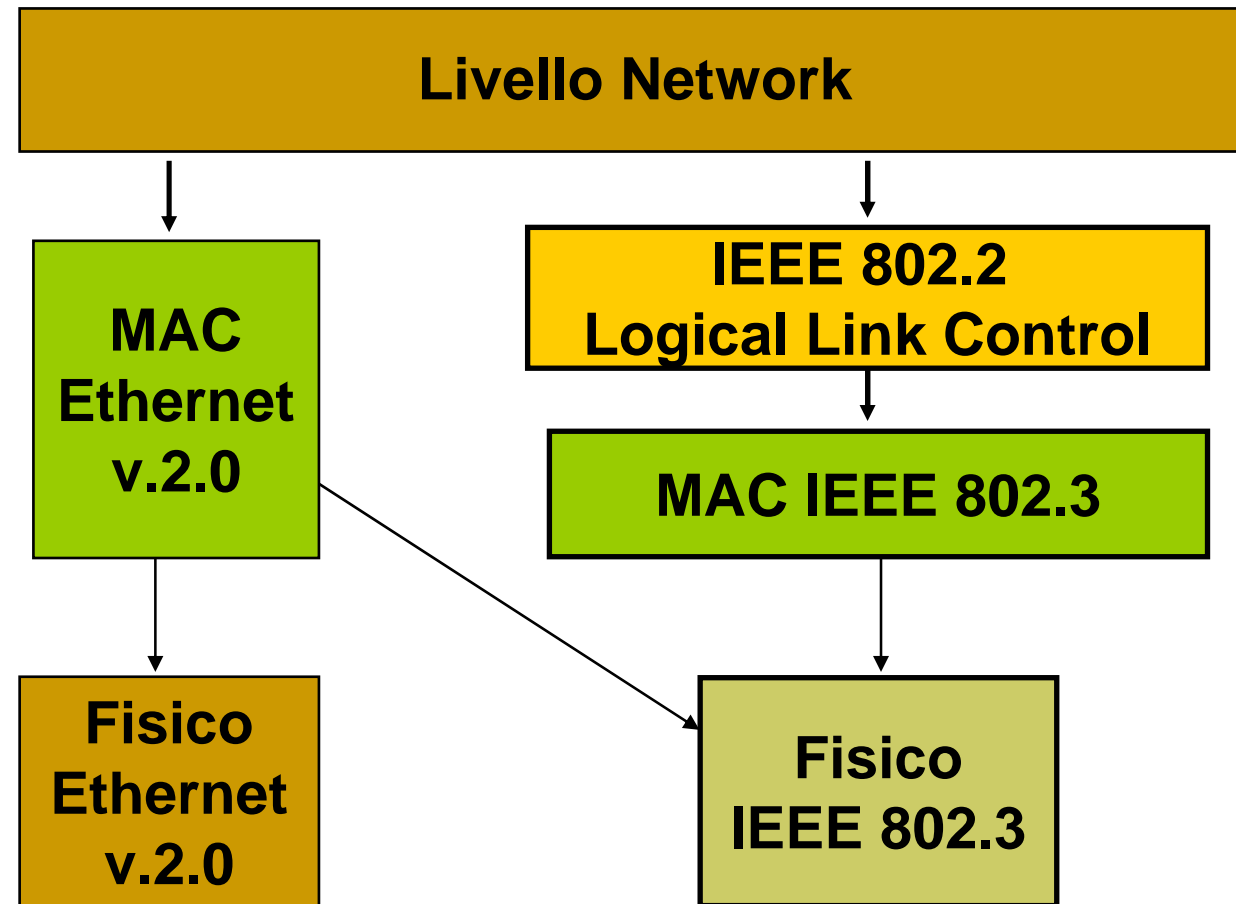 Livello Network
MAC
Ethernet
v.2.0
IEEE 802.2
Logical Link Control
MAC IEEE 802.3
Fisico
Ethernet
v.2.0
Fisico
IEEE 802.3